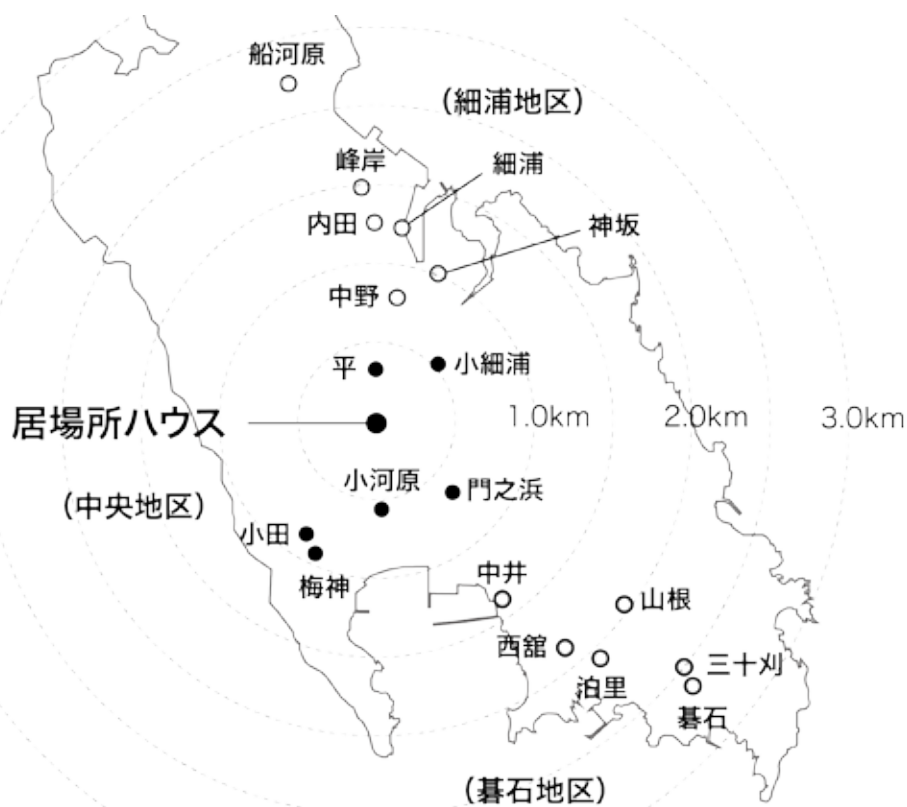 船河原
（細浦地区）
峰岸
細浦
内田
神坂
中野
平
小細浦
居場所ハウス
1.0km
2.0km
3.0km
小河原
門之浜
（中央地区）
小田
梅神
中井
山根
西舘
泊里
三十刈
碁石
（碁石地区）